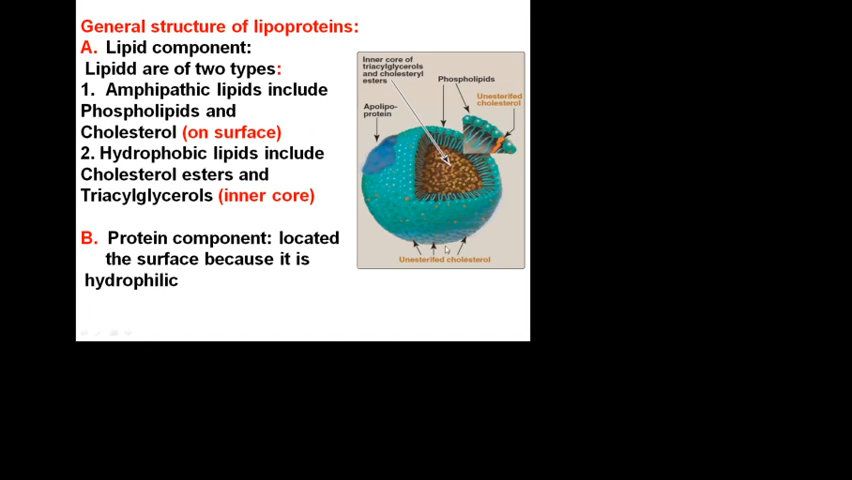 General structure of lipoproteins:
A. Lipid component:
Lipidd are of two types:
1. Amphipathic lipids include
Phospholipids and
Cholesterol (on surface)
2. Hydrophobic lipids include
Cholesterol esters and
Triacylglycerols (inner core)
B. Protein component: located
the surface because it is
hydrophilic
Inner core of
triacylglycerols
and cholesteryl
esters
Phospholipids
Unesterifed
cholesterol
Apolipo-
protein
Unesterifed cholesterol